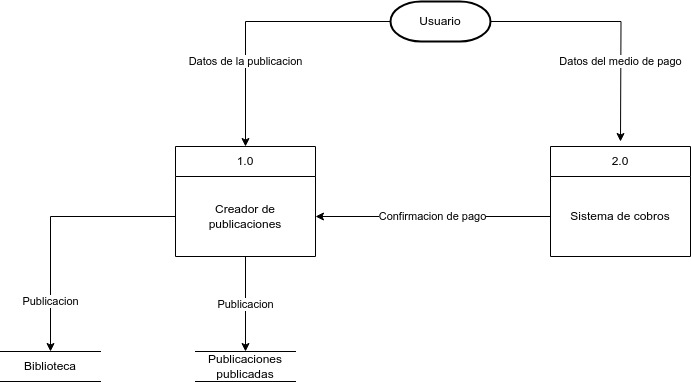 Usuario
Datos de la publicacion
Datos del medio de pago
1.0
2.0
Creador de
publicaciones
Confirmacion de pago
Sistema de cobros
Publicacion
Publicacion
Biblioteca
Publicaciones
publicadas